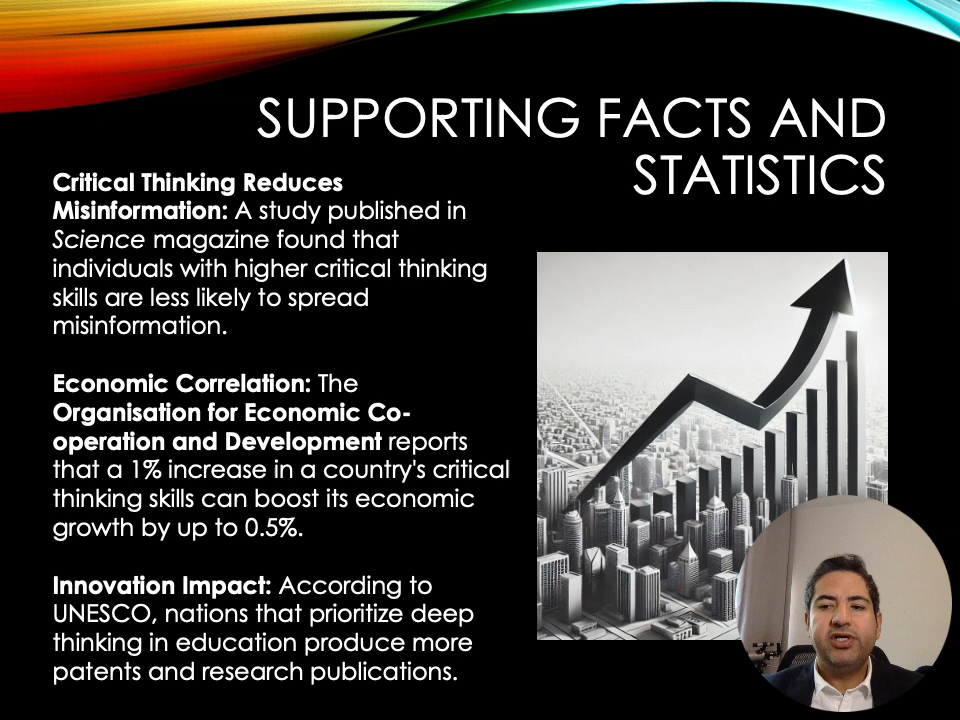 SUPPORTING FACTS AND
STATISTICS
Critical Thinking Reduces
Misinformation: A study published in
Science magazine found that
individuals with higher critical thinking
skills are less likely to spread
misinformation.
Economic Correlation: The
Organisation for Economic Co-
operation and Development reports
that a 1% increase in a country's critical
thinking skills can boost its economic
growth by up to 0.5%.
Innovation Impact: According to
UNESCO, nations that prioritize deep
thinking in education produce more
patents and research publications.